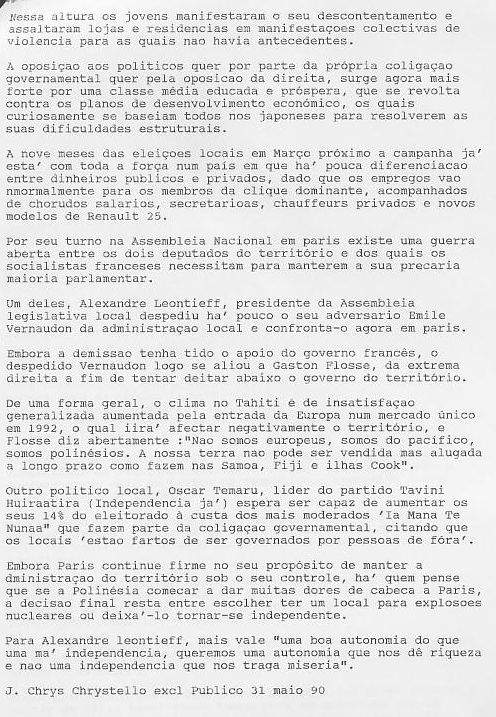 Nessa altura os jovens manifestaram o seu descontentamento e
assaltaram lojas e residencias em manifestaçoes colectivas de
violencia para as quais nao havia antecedentes.
A oposiçao aos politicos quer por parte da própria coligaçao
governamental quer pela oposicao da direita, surge agora mais
forte por uma classe média educada e próspera, que se revolta
contra os planos de desenvolvimento económico, os quais
curiosamente se baseiam todos nos japoneses para resolverem as
suas dificuldades estruturais.
A nove meses das eleiçoes locais em Março próximo a campanha ja'
esta' com toda a força num país em que ha' pouca diferenciacao
entre dinheiros publicos e privados, dado que os empregos vao
nmormalmente para os membros da clique dominante, acompanhados
de chorudos salarios, secretarioas, chauffeurs privados e novos
modelos de Renault 25.
Por seu turno na Assembleia Nacional em paris existe uma guerra
aberta entre os dois deputados do território e dos quais os
socialistas franceses necessitam para manterem a sua precaria
maioria parlamentar.
Um deles, Alexandre Leontieff, presidente da Assembleia
legislativa local despediu ha' pouco o seu adversario Emile
Vernaudon da administraçao local e confronta-o agora em paris.
Embora a demissao tenha tido o apoio do governo francês, o
despedido Vernaudon logo se aliou a Gaston Flosse, da extrema
direita a fim de tentar deitar abaixo o governo do território.
De uma forma geral, o clima no Tahiti é de insatisfaçao
generalizada aumentada pela entrada da Europa num mercado único
em 1992, o qual iira' afectar negativamente o território, e
Flosse diz abertamente :"Nao somos europeus, somos do pacífico,
somos polinésios. A nossa terra nao pode ser vendida mas alugada
a longo prazo como fazem nas Samoa, Fiji e ilhas Cook".
Outro politico local, Oscar Temaru, lider do partido Tavini
Huiraatira (Independencia ja') espera ser capaz de aumentar os
seus 14% do eleitorado à custa dos mais moderados 'Ia Mana Te
Nunaa" que fazem parte da coligaçao governamental, citando que
os locais 'estao fartos de ser governados por pessoas de fóra'.
Embora Paris continue firme no seu propósito de manter a
dministraçao do território sob o seu controle, ha' quem pense
que se a Polinésia comecar a dar muitas dores de cabeca a Paris,
a decisao final resta entre escolher ter um local para explosoes
nucleares ou deixa'-lo tornar-se independente.
Para Alexandre leontieff, mais vale "uma boa autonomia do que
uma ma' independencia, queremos uma autonomia que nos dê riqueza
e nao uma independencia que nos traga miseria".
J. Chrys Chrystello excl Publico 31 maio 90